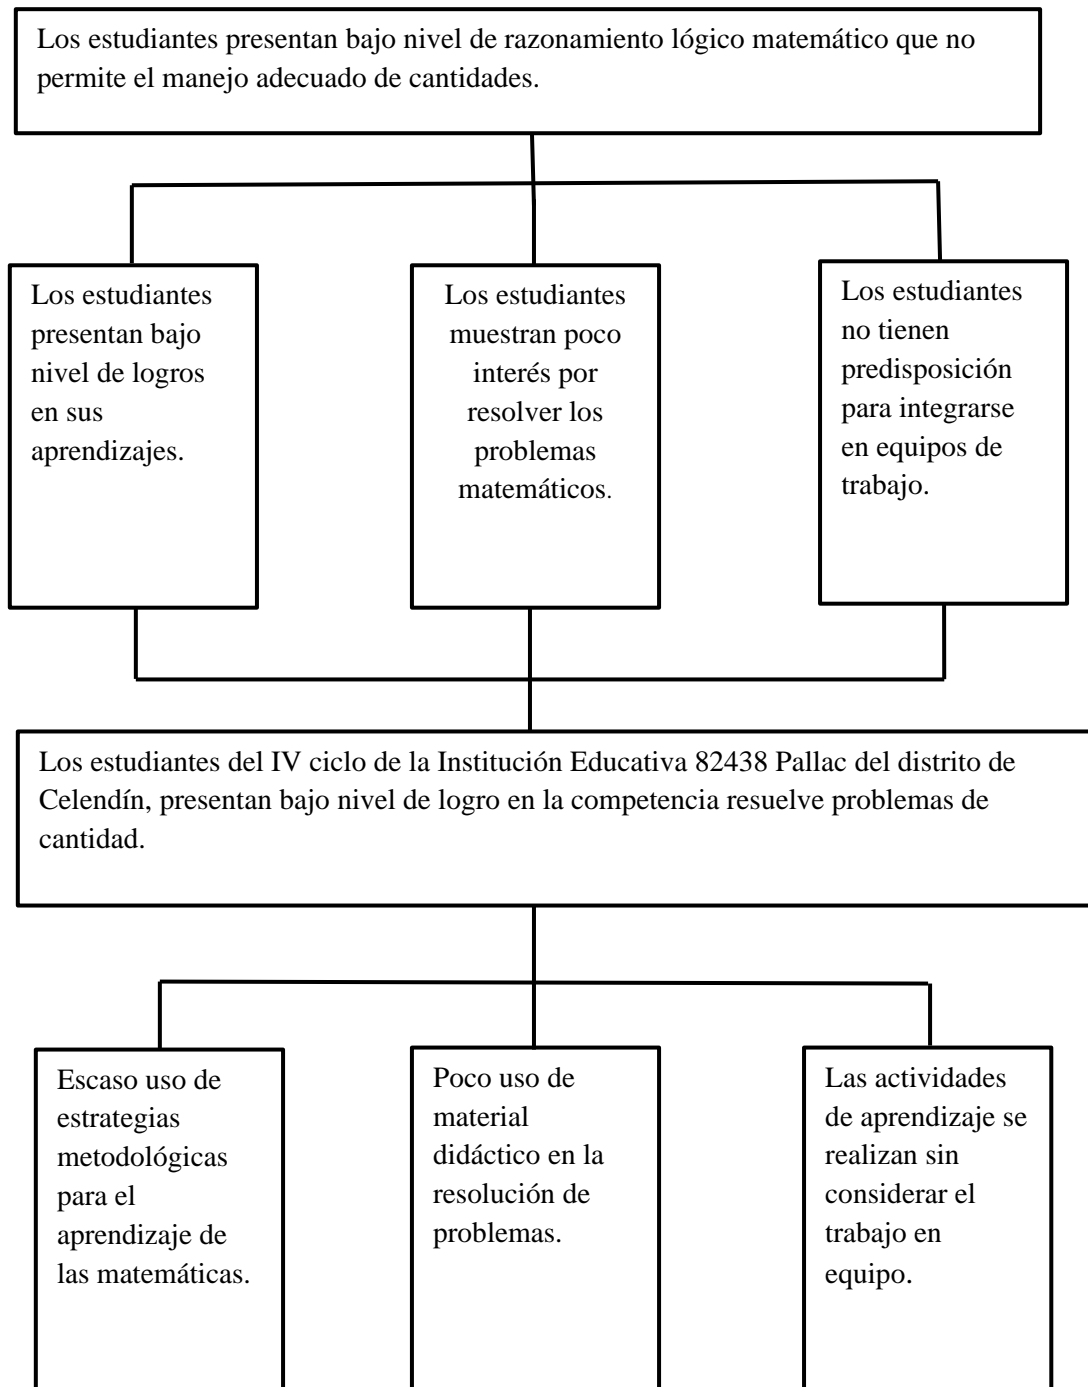 Los estudiantes presentan bajo nivel de razonamiento lógico matemático que no
permite el manejo adecuado de cantidades.
Los estudiantes
presentan bajo
nivel de logros
en sus
aprendizajes.
Los estudiantes
muestran poco
interés por
resolver los
problemas
matemáticos.
Los estudiantes
no tienen
predisposición
para integrarse
en equipos de
trabajo.
Los estudiantes del IV ciclo de la Institución Educativa 82438 Pallac del distrito de
Celendín, presentan bajo nivel de logro en la competencia resuelve problemas de
cantidad.
Escaso uso de
estrategias
metodológicas
para el
aprendizaje de
las matemáticas.
Poco uso de
material
didáctico en la
resolución de
problemas.
Las actividades
de aprendizaje se
realizan sin
considerar el
trabajo en
equipo.